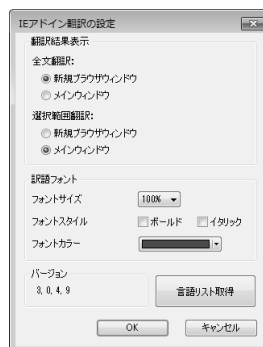 IEアドイン翻訳の設定
翻訳結果表示
全文翻訳:
新規ブラウザウィンドウ
メインウィンドウ
選択範囲翻訳:
新規ブラウザウィンドウ
メインウィンドウ
訳語フォント
フォントサイズ 100%
フォントスタイル ボールド イタリック
フォントカラー
バージョン
3, 0, 4, 9 言語リスト取得
OK キャンセル